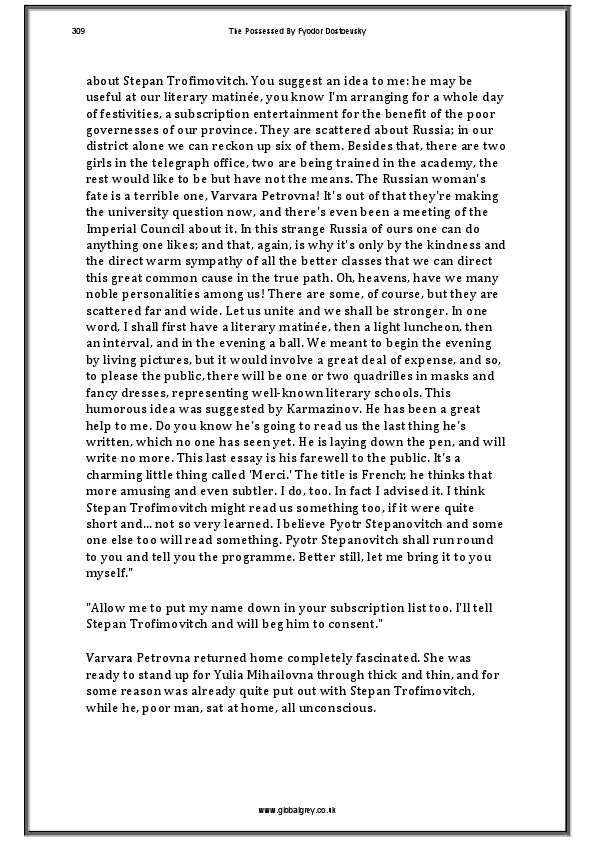 309
The Possessed By Fyodor Dostoevsky
about Stepan Trofimovitch. You suggest an idea to me: he may be
useful at our literary matinée, you know I'm arranging for a whole day
of festivities, a subscription entertainment for the benefit of the poor
governesses of our province. They are scattered about Russia; in our
district alone we can reckon up six of them. Besides that, there are two
girls in the telegraph office, two are being trained in the academy, the
rest would like to be but have not the means. The Russian woman's
fate is a terrible one, Varvara Petrovna! It's out of that they're making
the university question now, and there's even been a meeting of the
Imperial Council about it. In this strange Russia of ours one can do
anything one likes; and that, again, is why it's only by the kindness and
the direct warm sympathy of all the better classes that we can direct
this great common cause in the true path. Oh, heavens, have we many
noble personalities among us! There are some, of course, but they are
scattered far and wide. Let us unite and we shall be stronger. In one
word, I shall first have a literary matinée, then a light luncheon, then
an interval, and in the evening a ball. We meant to begin the evening
by living pictures, but it would involve a great deal of expense, and so,
to please the public, there will be one or two quadrilles in masks and
fancy dresses, representing well-known literary schools. This
humorous idea was suggested by Karmazinov. He has been a great
help to me. Do you know he's going to read us the last thing he's
written, which no one has seen yet. He is laying down the pen, and will
write no more. This last essay is his farewell to the public. It's a
charming little thing called 'Merci.' The title is French; he thinks that
more amusing and even subtler. I do, too. In fact I advised it. I think
Stepan Trofimovitch might read us something too, if it were quite
short and... not so very learned. I believe Pyotr Stepanovitch and some
one else too will read something. Pyotr Stepanovitch shall run round
to you and tell you the programme. Better still, let me bring it to you
myself."
"Allow me to put my name down in your subscription list too. I'll tell
Stepan Trofimovitch and will beg him to consent."
Varvara Petrovna returned home completely fascinated. She was
ready to stand up for Yulia Mihailovna through thick and thin, and for
some reason was already quite put out with Stepan Trofimovitch,
while he, poor man, sat at home, all unconscious.
www.globalgrey.co.uk